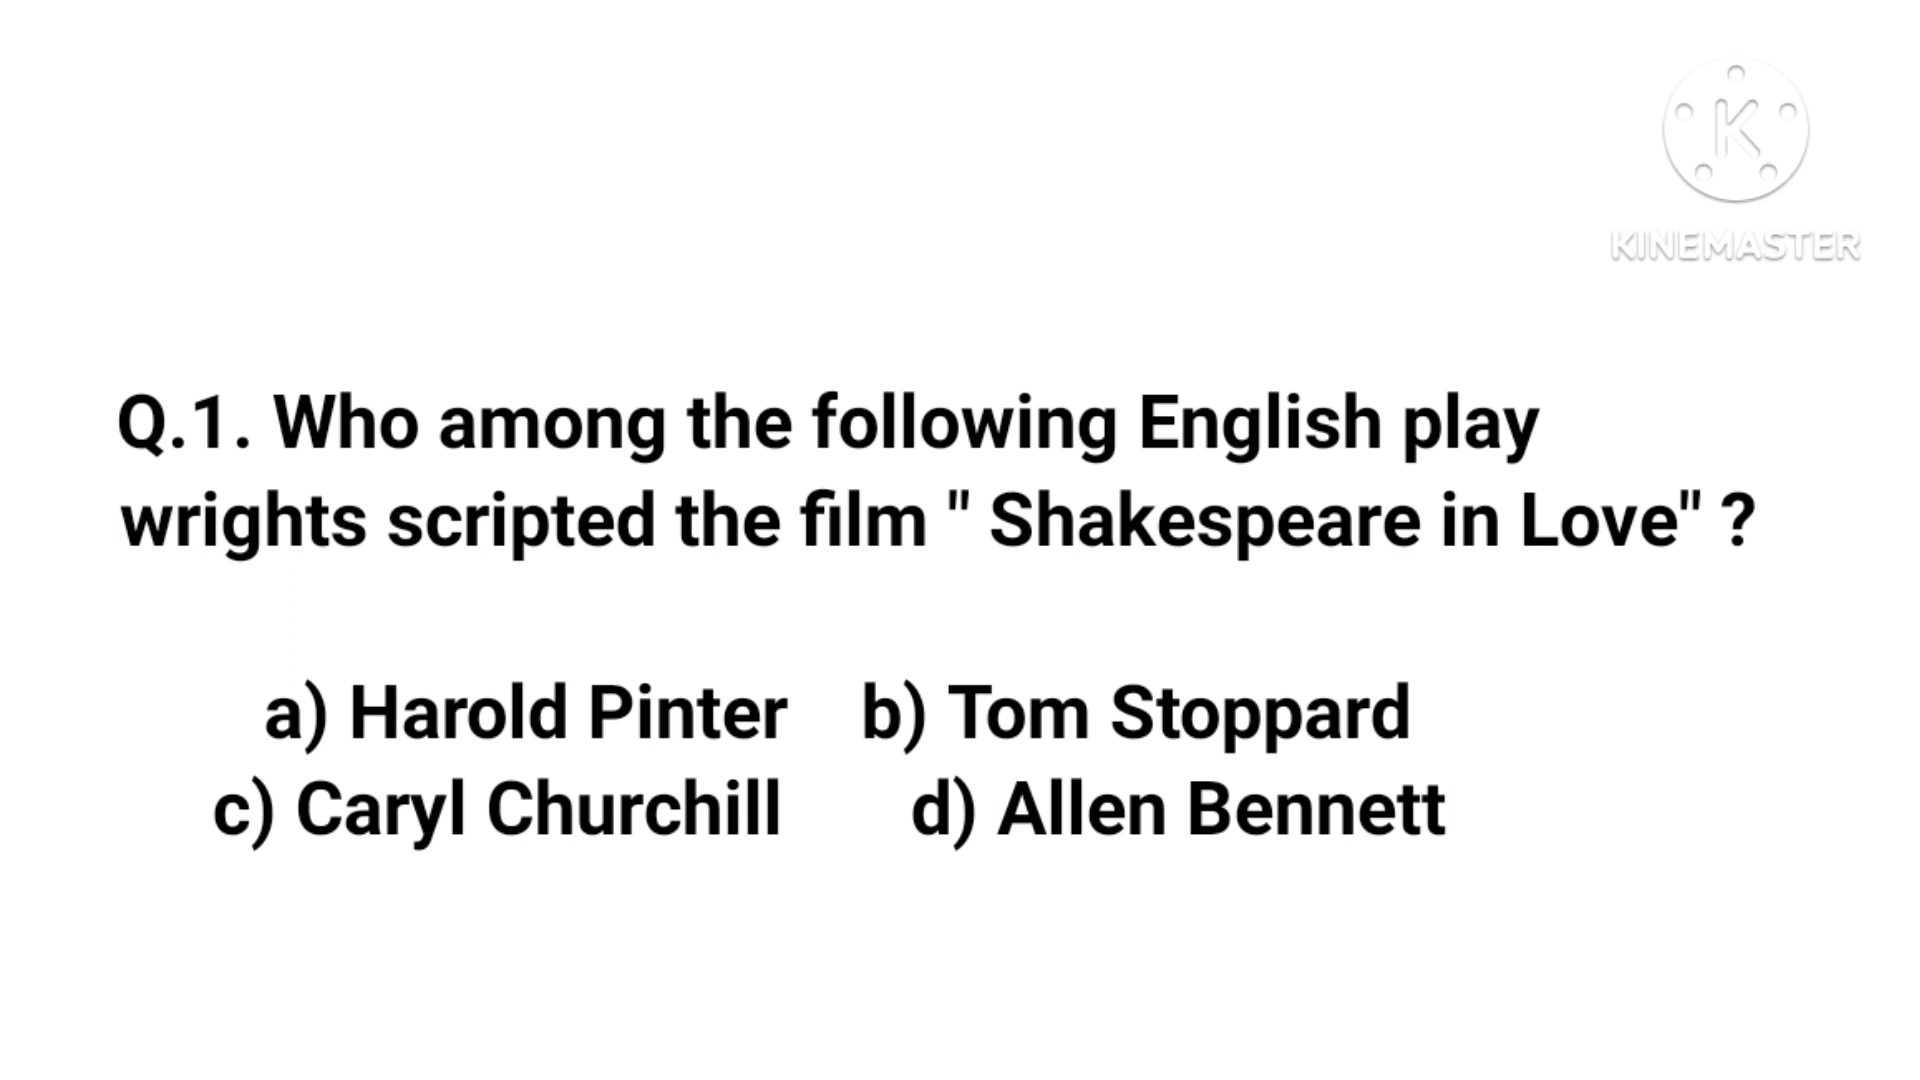 KINEMASTER
Q.1. Who among the following English play
wrights scripted the film " Shakespeare in Love" ?
a) Harold Pinter b) Tom Stoppard
c) Caryl Churchill d) Allen Bennett